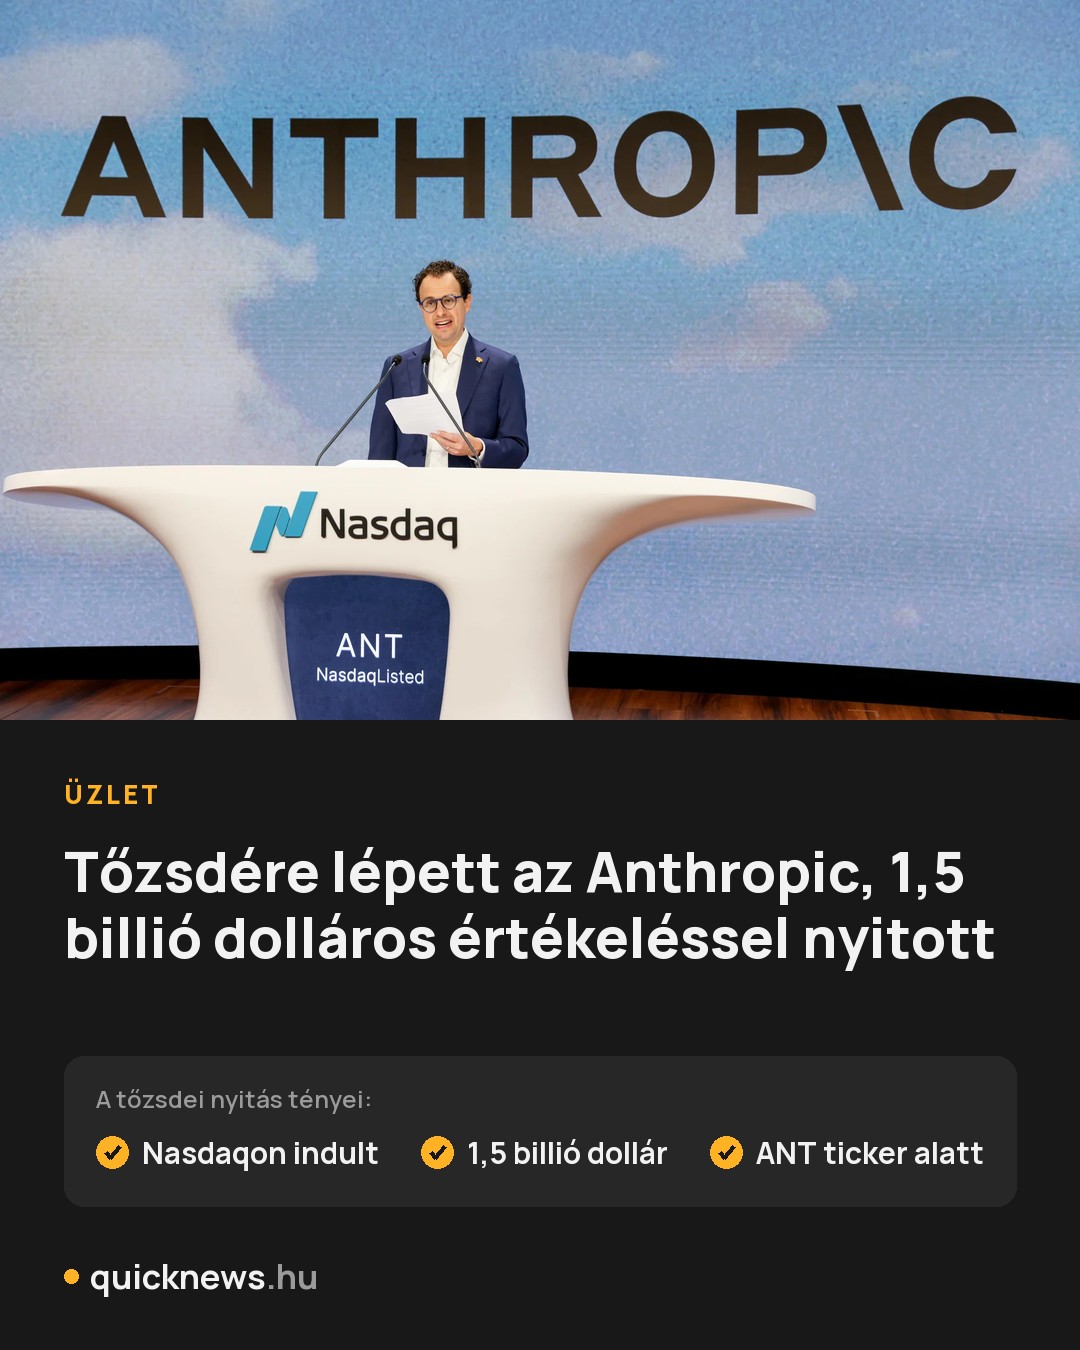 ANTHROP\C
Nasdaq
ANT
NasdaqListed
ÜZLET
Tőzsdére lépett az Anthropic, 1,5
billió dolláros értékeléssel nyitott
A tőzsdei nyitás tényei:
Nasdaqon indult 1,5 billió dollár ANT ticker alatt
quicknews.hu